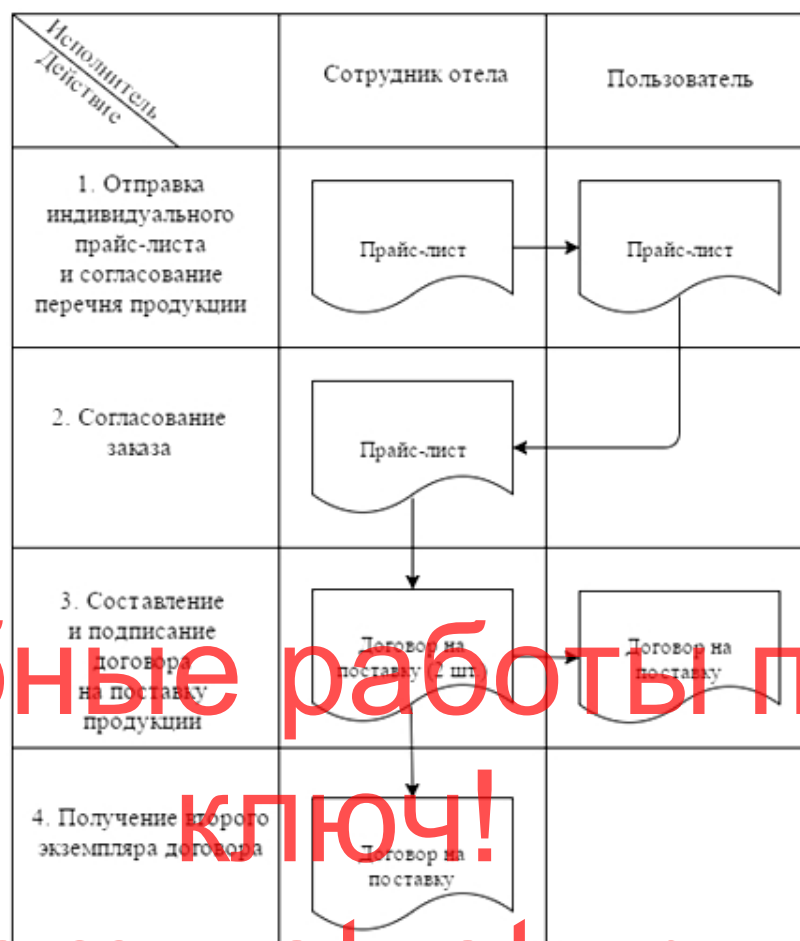 Исполнитель
Действие
Сотрудник отела
Пользователь
1. Отправка
индивидуального
прайс-листа
и согласование
перечня продукции
Прайс-лист
Прайс-лист
2. Согласование
заказа
Прайс-лист
3. Составление
и подписание
договора
на поставку
продукции
Договор на
поставку (2 шт.)
Договор на
поставку
работы
4. Получение второго
экземпляра договора
Договор на
поставку
ключ!